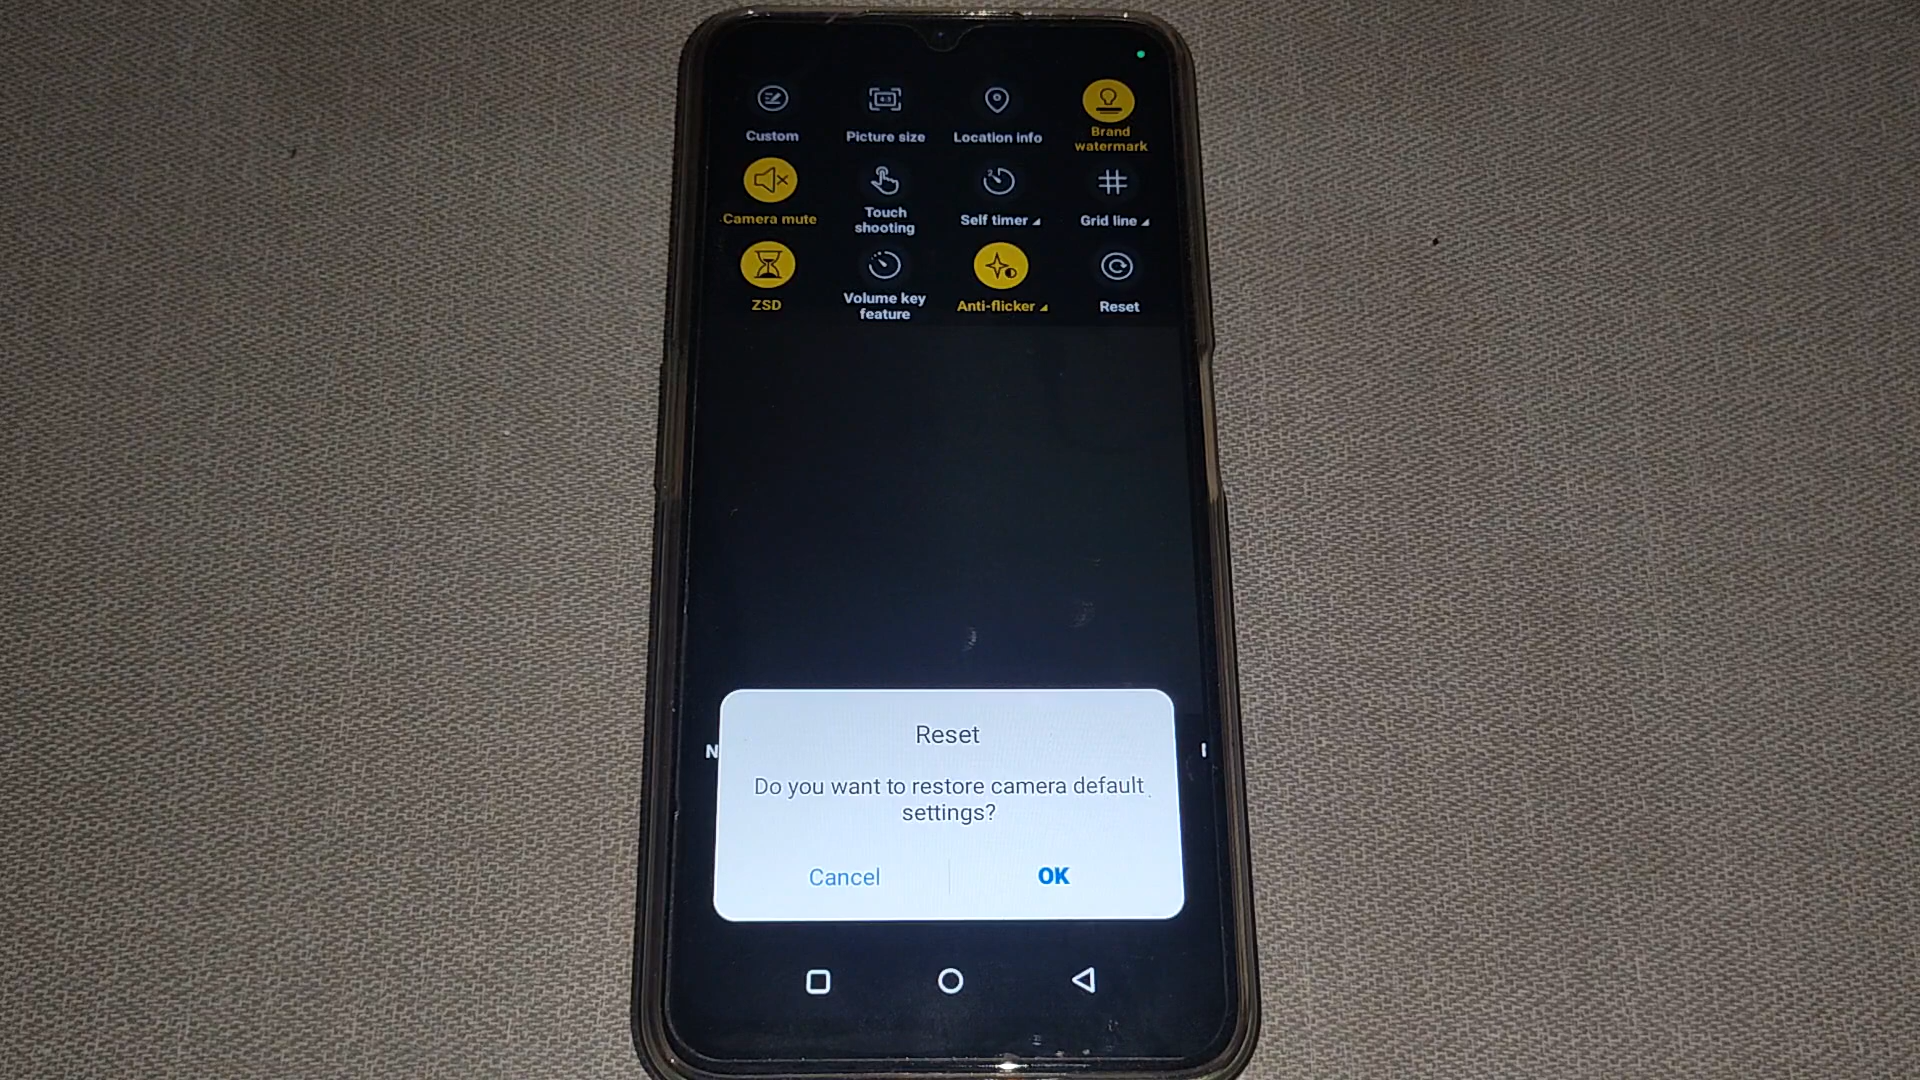 Custom
Picture size
Location info
Brand
watermark
Camera mute
Touch
shooting
Self timer
Grid line
ZSD
Volume key
feature
Anti-flicker
Reset
N
Reset
Do you want to restore camera default
settings?
Cancel
OK